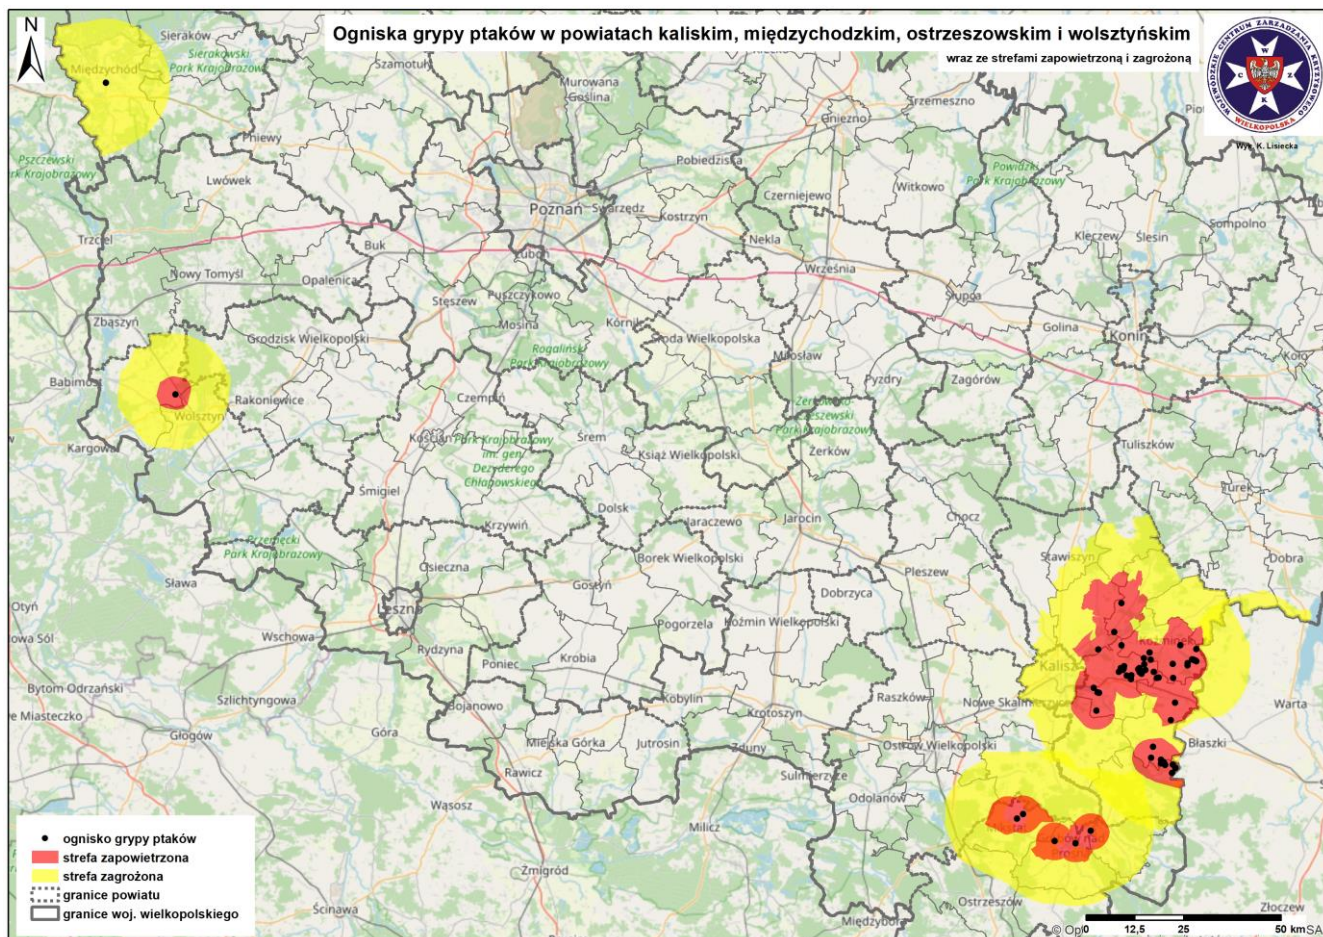 N
Ogniska grypy ptaków w powiatach kaliskim, międzychodzkim, ostrzeszowskim i wolsztyńskim
wraz ze strefami zapowietrzoną i zagrożoną
WOJEWÓDZKIE CENTRUM ZARZĄDZANIA KRYZYSOWEGO
WIELKOPOLSKA
W
C
Z
K
Wyk. K. Lisiecka
Sieraków
Sierakowski
Park Krajobrazowy
Międzychód
Szamotuły
Murowana
Goślina
Trzemeszno
Gniezno
Pniewy
Pszczewski
Park Krajobrazowy
Pobiedziska
Powidzki
Park Krajobrazowy
Lwówek
Witkowo
Czerniejewo
Poznań
Swarzędz
Kostrzyn
Sompolno
Trzciel
Buk
Nekla
Kleczew
Ślesin
Luboń
Nowy Tomyśl
Opalenica
Września
Stęszew
Puszczykowo
Słupca
Zbąszyń
Mosina
Kórnik
Golina
Konin
Grodzisk Wielkopolski
Rogaliński
Park Krajobrazowy
Środa Wielkopolska
Miłosław
Koło
Babimost
Pyzdry
Zagórów
Rakoniewice
Wolsztyn
Czempiń
Żerkowsko-
Czeszewski
Park Krajobrazowy
Kargowa
Kościan
Park Krajobrazowy
im. gen.
Dezyderego
Chłapowskiego
Śrem
Książ Wielkopolski
Żerków
Tuliszków
Śmigiel
Turek
Dolsk
Krzywiń
Jaraczewo
Jarocin
Chocz
Przemęcki
Park Krajobrazowy
Osieczna
Borek Wielkopolski
Stawiszyn
Dobra
Sława
Gostyń
Pleszew
Otyń
Leszno
Dobrzyca
Wschowa
Pogorzela
Koźmin Wielkopolski
Koźminek
Rydzyna
Poniec
Krobia
Kalisz
Bytom Odrzański
Szlichtyngowa
Bojanowo
Kobylin
Raszków
Nowe Skalmierzyce
Warta
Głogów
Góra
Krotoszyn
Miejska Górka
Jutrosin
Zduny
Ostrów Wielkopolski
Błaszki
Rawicz
Sulmierzyce
Odolanów
Wąsosz
Milicz
Żmigród
Ścinawa
Ostrzeszów
Międzybórz
Złoczew
ognisko grypy ptaków
strefa zapowietrzona
strefa zagrożona
granice powiatu
granice woj. wielkopolskiego
0 12,5 25 50 km